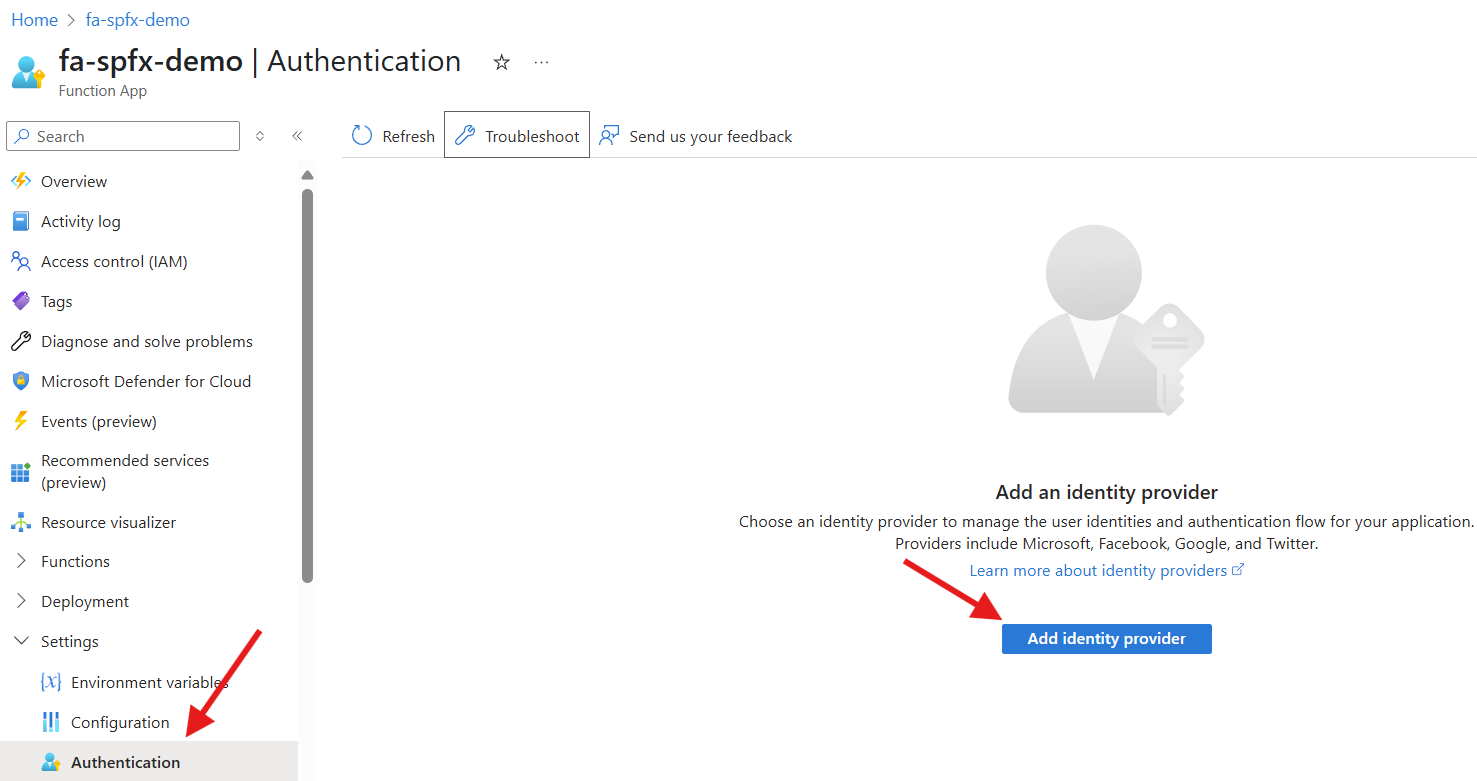 Home > fa-spfx-demo
fa-spfx-demo | Authentication
Function App
Search
Refresh
Troubleshoot
Send us your feedback
Overview
Activity log
Access control (IAM)
Tags
Diagnose and solve problems
Microsoft Defender for Cloud
Events (preview)
Recommended services
(preview)
Resource visualizer
Functions
Deployment
Settings
Environment variables
Configuration
Authentication
Add an identity provider
Choose an identity provider to manage the user identities and authentication flow for your application.
Providers include Microsoft, Facebook, Google, and Twitter.
Learn more about identity providers
Add identity provider